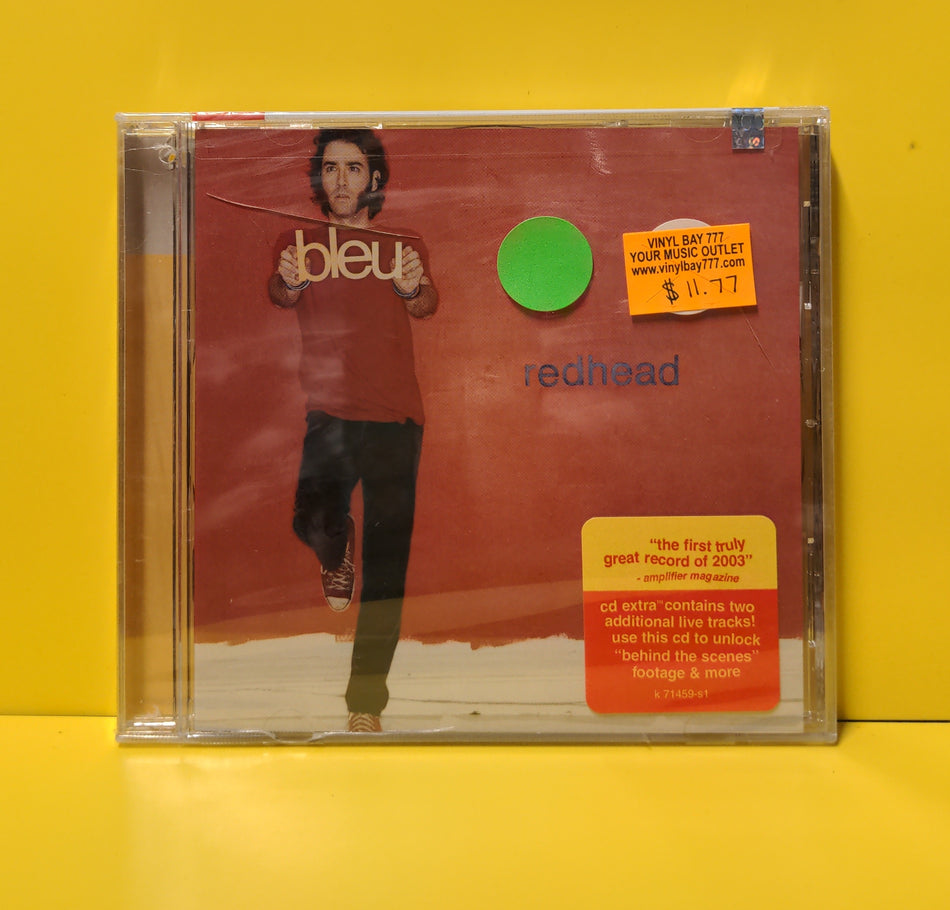 bleu
VINYL BAY 777
YOUR MUSIC OUTLET
www.vinylbay777.com
$ 11.77
redhead
"the first truly
great record of 2003"
- amplifier magazine
cd extra™ contains two
additional live tracks!
use this cd to unlock
"behind the scenes"
footage & more
k 71459-s1